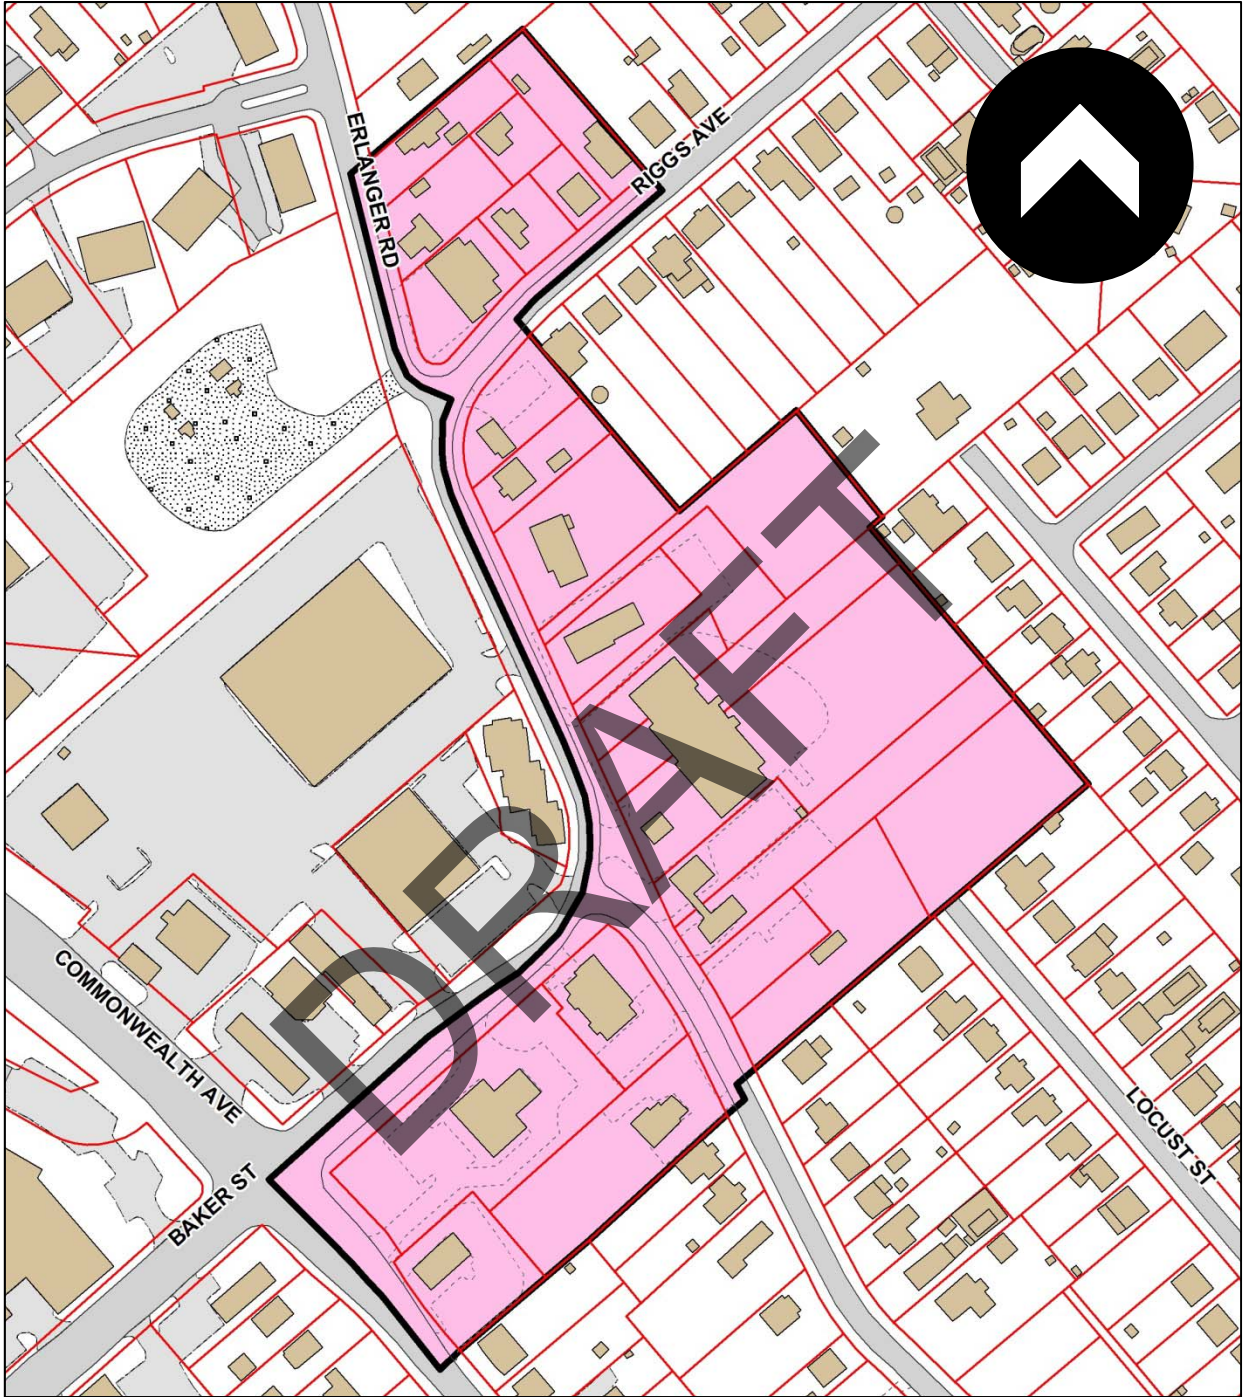 ERLANGER RD
RIGGS AVE
DRAFT
COMMONWEALTH AVE
BAKER ST
LOCUST ST